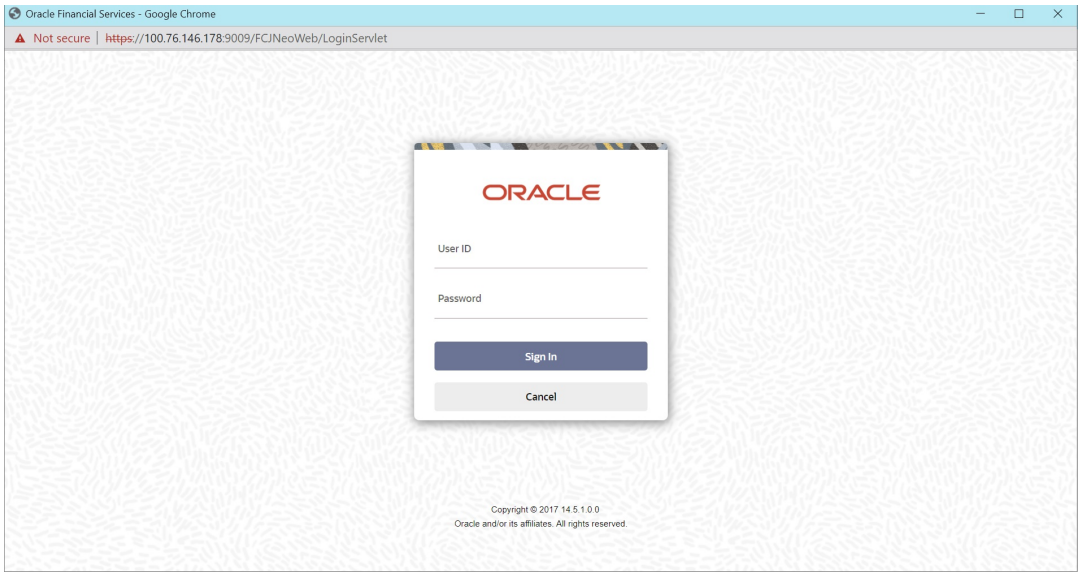 Oracle Financial Services - Google Chrome
Not secure | https://100.76.146.178:9009/FCJNeoWeb/LoginServlet
ORACLE
User ID
Password
Sign In
Cancel
Copyright © 2017 14.5.1.0.0
Oracle and/or its affiliates. All rights reserved.